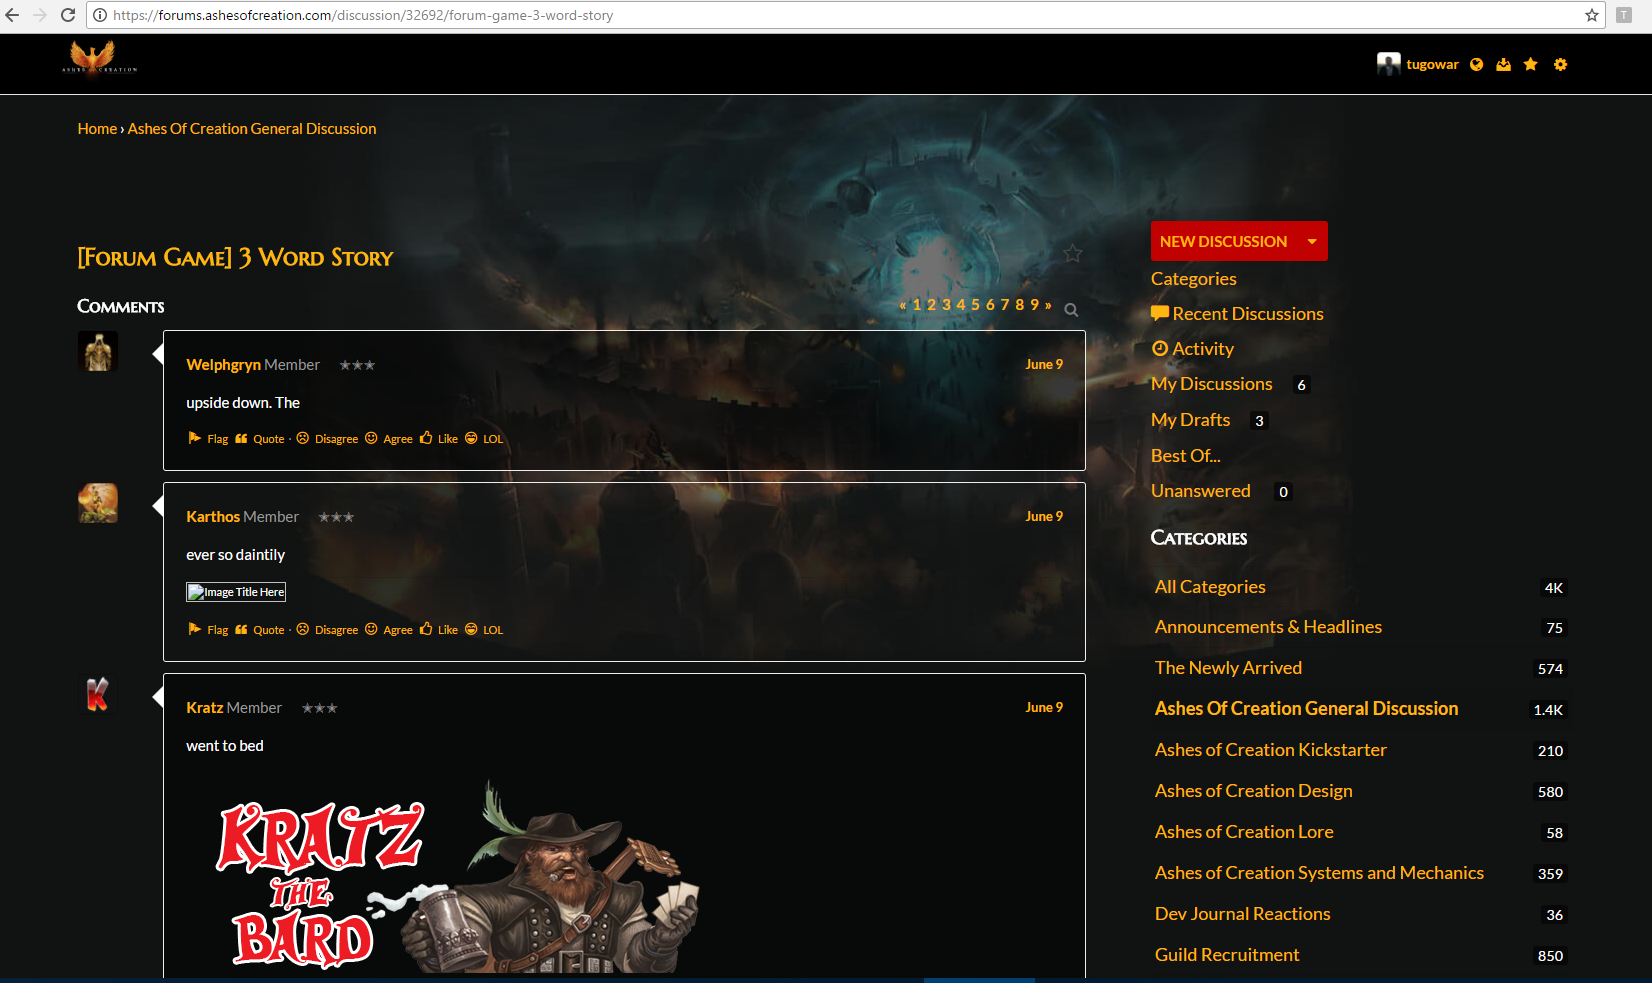 https://forums.ashesofcreation.com/discussion/32692/forum-game-3-word-story
T
ASHES OF CREATION
tugowar
Home › Ashes Of Creation General Discussion
[Forum Game] 3 Word Story
Comments
« 1 2 3 4 5 6 7 8 9 »
Welphgryn Member
June 9
upside down. The
Flag Quote · Disagree Agree Like LOL
Karthos Member
June 9
ever so daintily
Image Title Here
Flag Quote · Disagree Agree Like LOL
K
Kratz Member
June 9
went to bed
KRATZ
THE
BARD
NEW DISCUSSION
Categories
Recent Discussions
Activity
My Discussions 6
My Drafts 3
Best Of...
Unanswered 0
Categories
All Categories 4K
Announcements & Headlines 75
The Newly Arrived 574
Ashes Of Creation General Discussion 1.4K
Ashes of Creation Kickstarter 210
Ashes of Creation Design 580
Ashes of Creation Lore 58
Ashes of Creation Systems and Mechanics 359
Dev Journal Reactions 36
Guild Recruitment 850